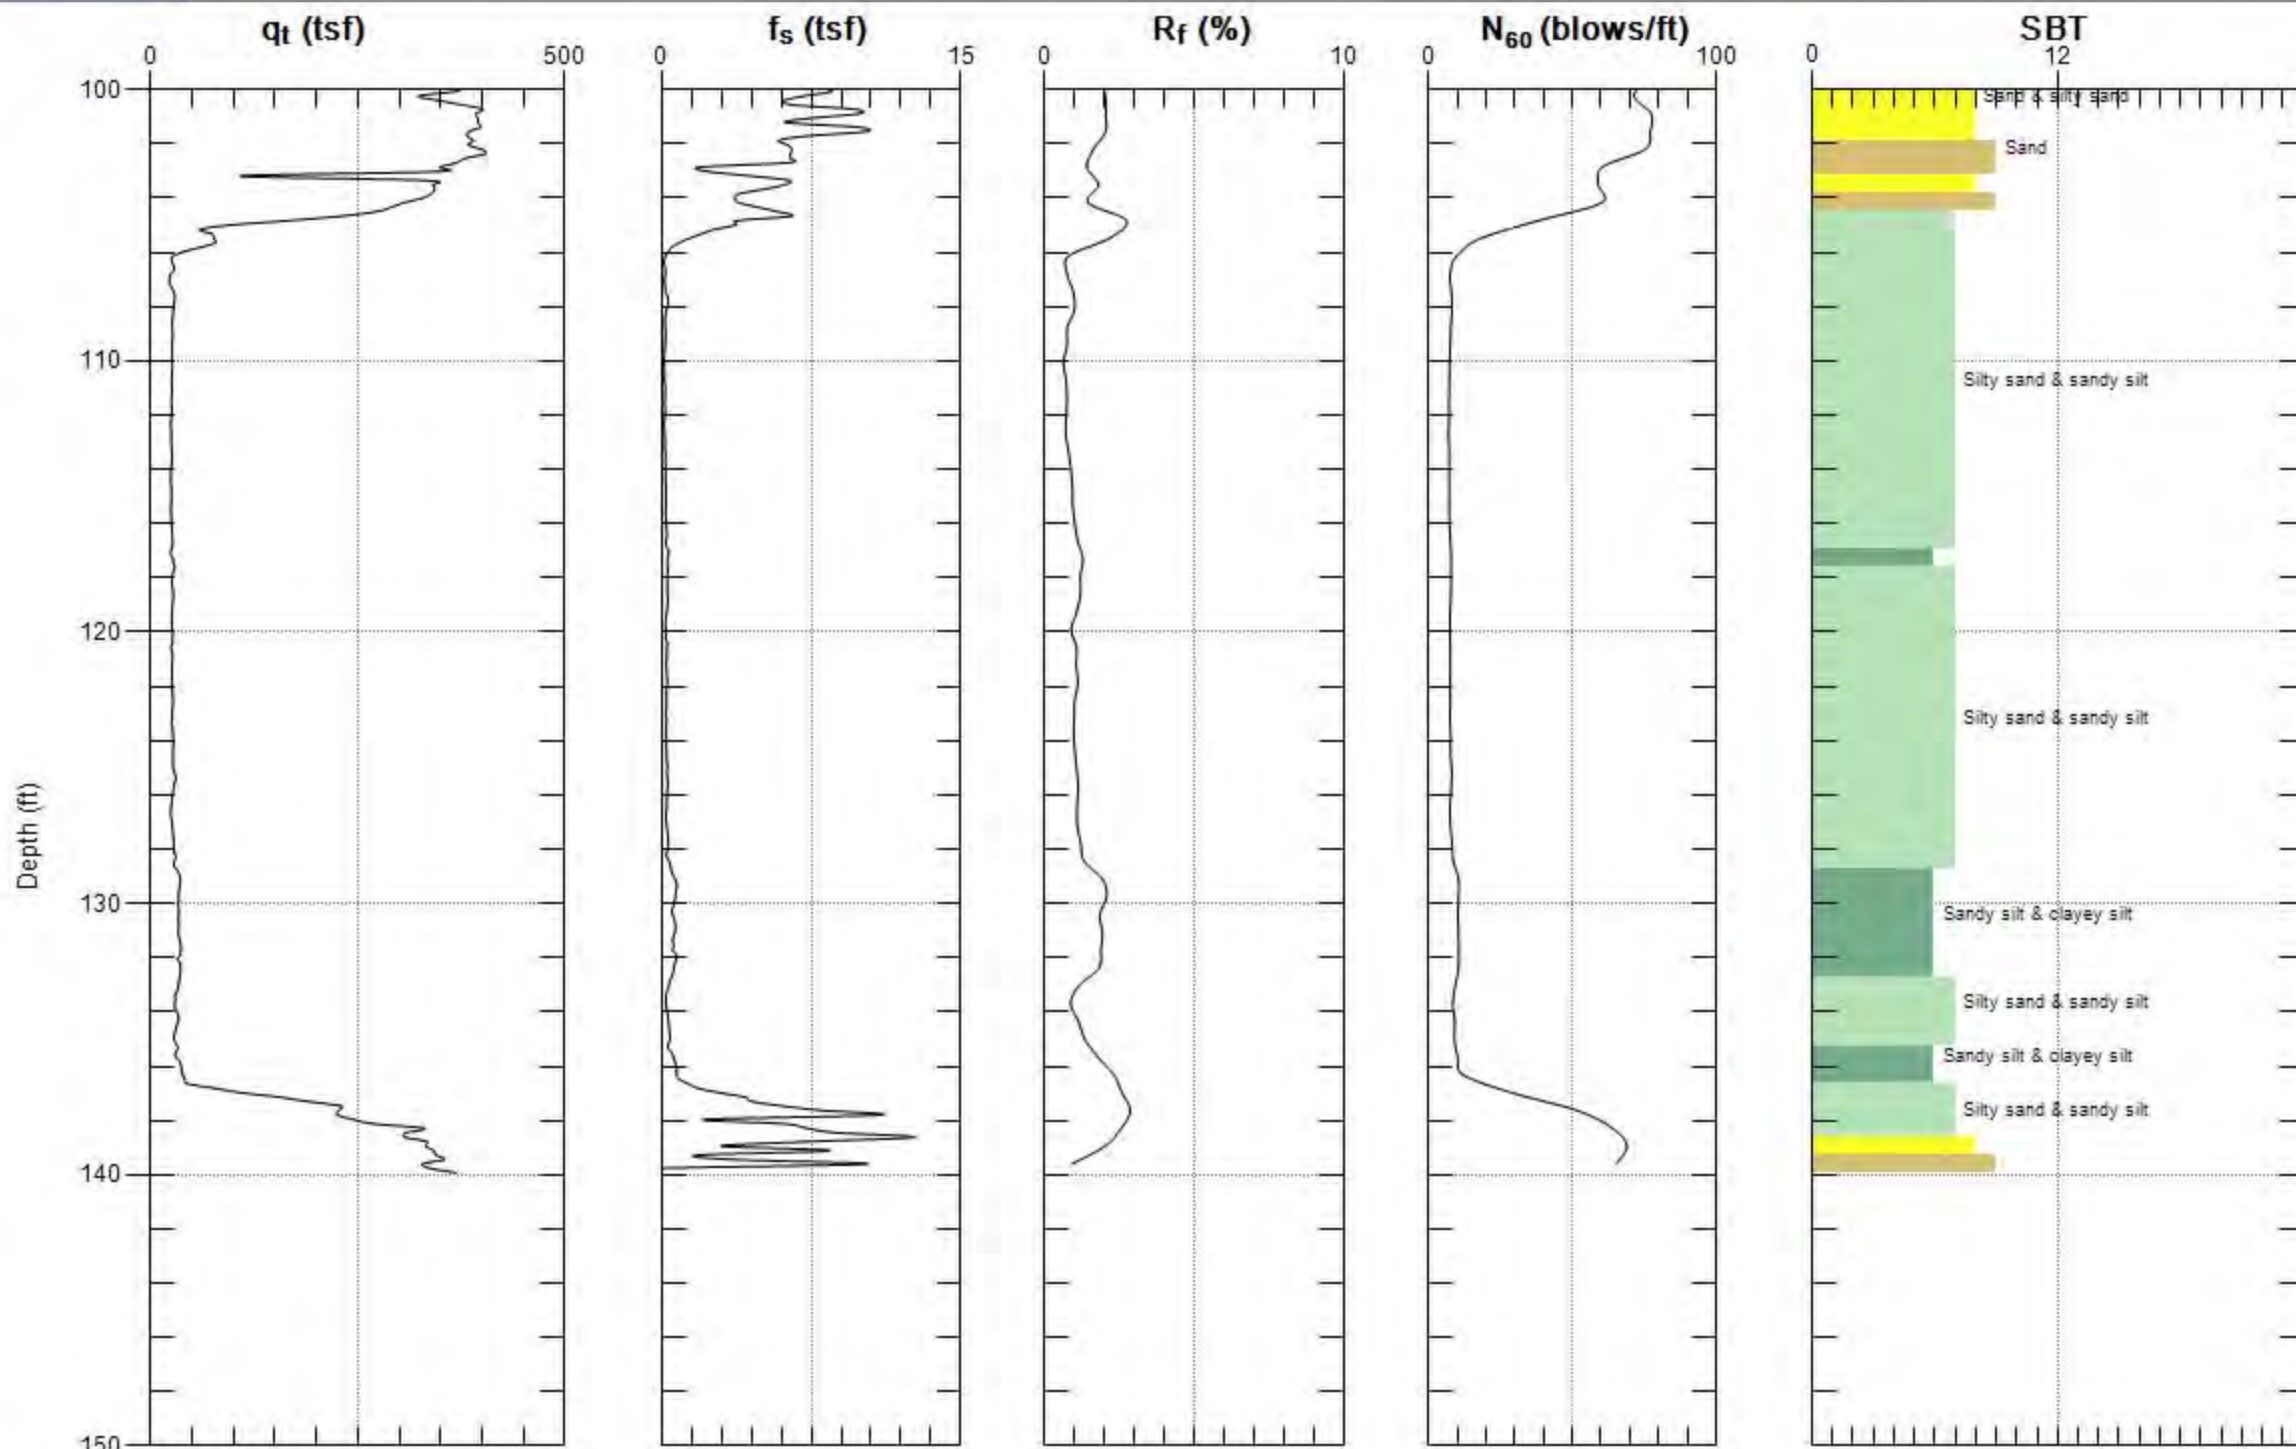 qt (tsf) fs (tsf) Rf (%) N60 (blows/ft) SBT
0 500 0 15 0 10 0 100 0 12
100
Sand & silty sand
Sand
110
Silty sand & sandy silt
120
Silty sand & sandy silt
Depth (ft)
130
Sandy silt & clayey silt
Silty sand & sandy silt
Sandy silt & clayey silt
Silty sand & sandy silt
140
150